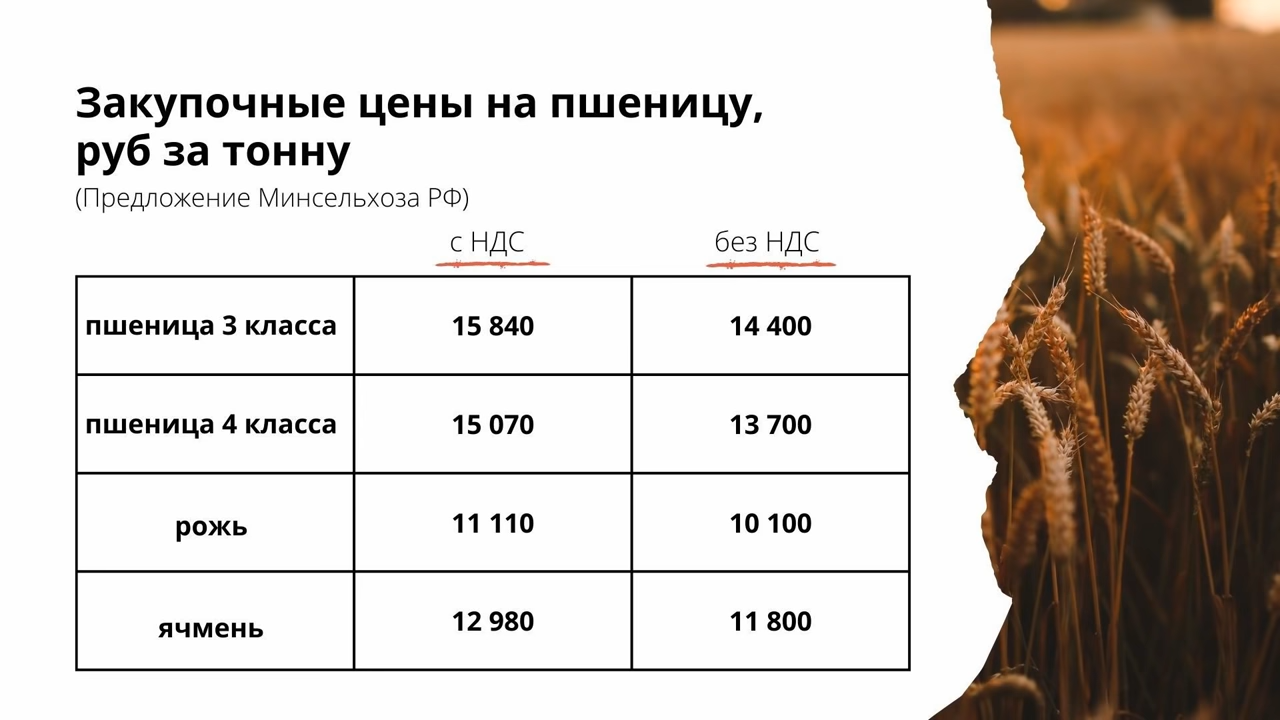 Закупочные цены на пшеницу,
руб за тонну
(Предложение Минсельхоза РФ)
с НДС без НДС
пшеница 3 класса 15 840 14 400
пшеница 4 класса 15 070 13 700
рожь 11 110 10 100
ячмень 12 980 11 800